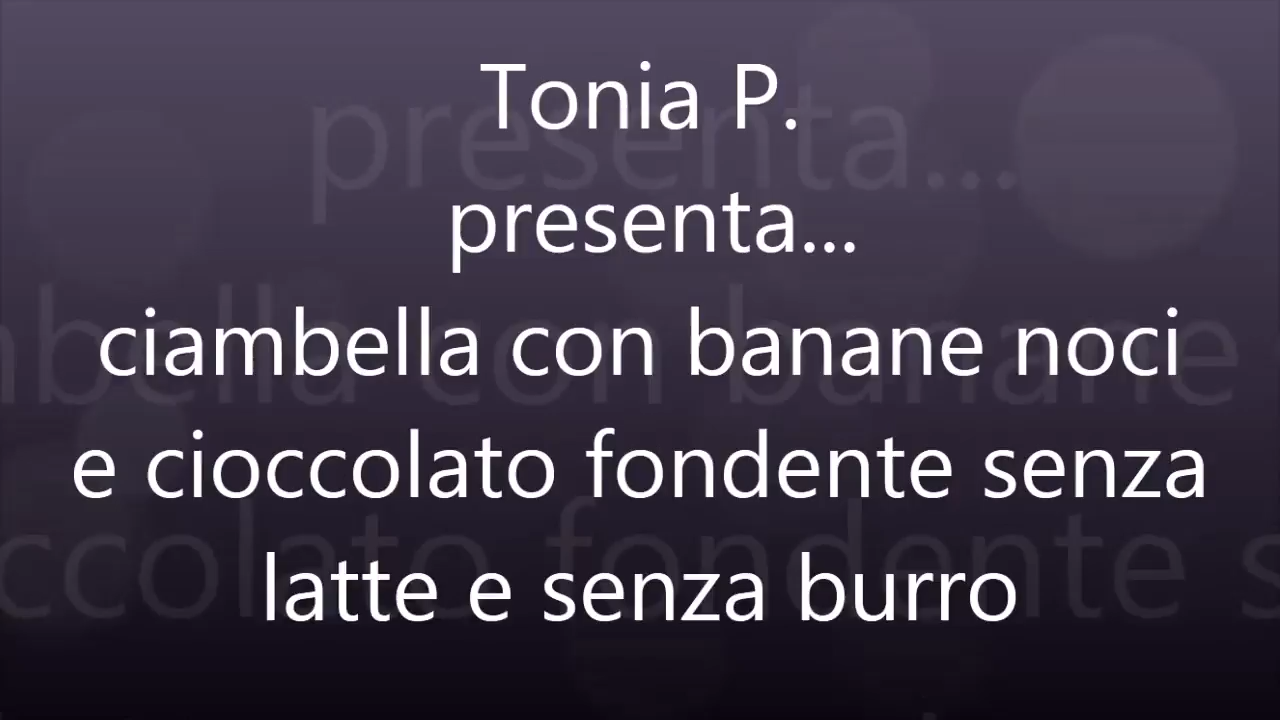 Tonia P.
presenta...
ciambella con banane noci
e cioccolato fondente senza
latte e senza burro